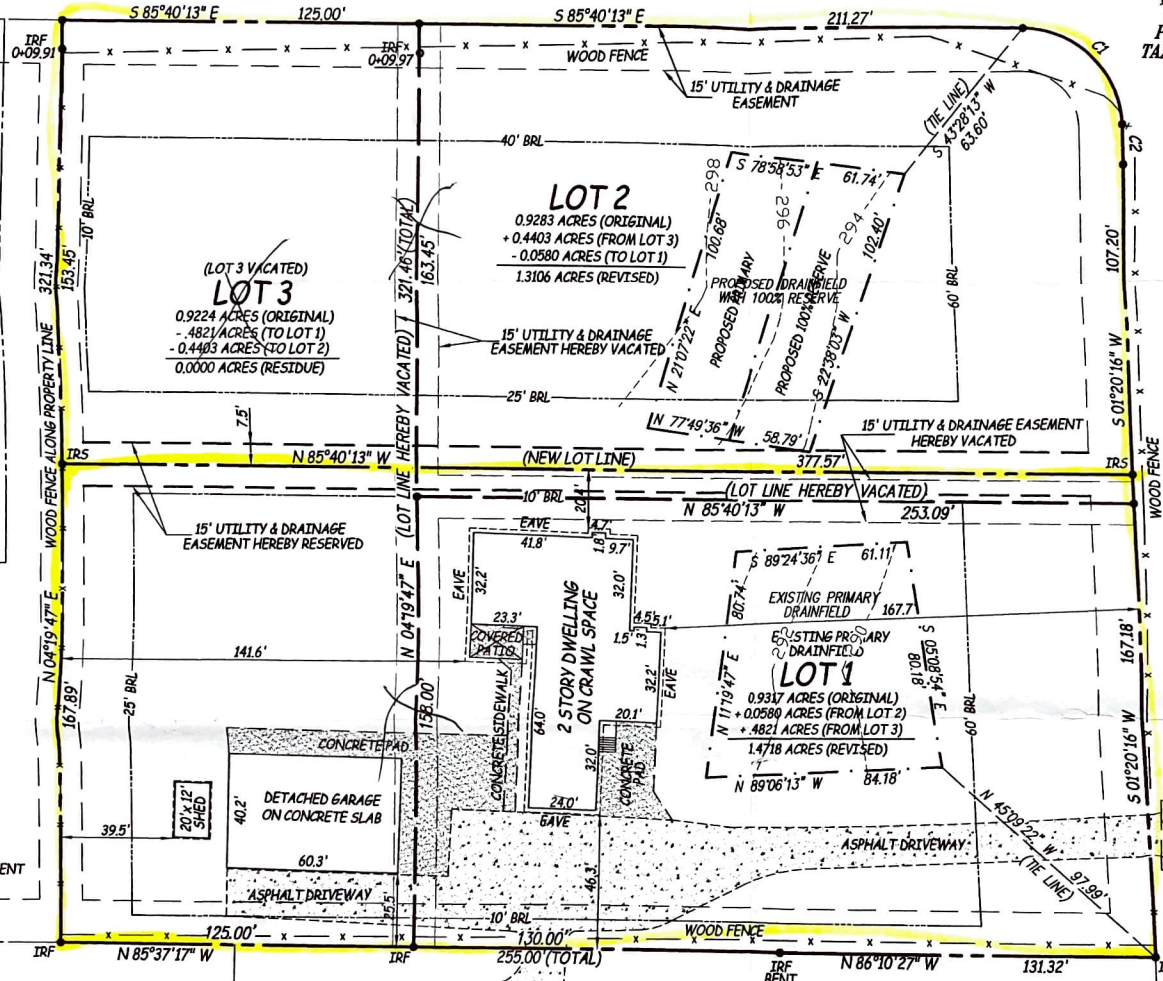 S 85°40'13" E 125.00'
S 85°40'13" E 211.27'
C1
IRF
0+09.91
IRF
0+09.97
WOOD FENCE
15' UTILITY & DRAINAGE
EASEMENT
(TIE LINE)
S 43°28'13" W
63.60'
C2
40' BRL
10' BRL
321.34'
153.45'
(LOT 3 VACATED)
LOT 3
0.9224 ACRES (ORIGINAL)
- .4821 ACRES (TO LOT 1)
- 0.4403 ACRES (TO LOT 2)
0.0000 ACRES (RESIDUE)
321.46' (TOTAL)
163.45'
LOT 2
0.9283 ACRES (ORIGINAL)
+ 0.4403 ACRES (FROM LOT 3)
- 0.0580 ACRES (TO LOT 1)
1.3106 ACRES (REVISED)
15' UTILITY & DRAINAGE
EASEMENT HEREBY VACATED
S 78°58'53" E 61.74'
298
296
294
100.68'
102.40'
PROPOSED DRAINFIELD
WITH 100% RESERVE
PROPOSED PRIMARY
PROPOSED 100% RESERVE
N 21°07'22" E
S 22°38'03" W
N 77°49'36" W 58.79'
60' BRL
107.20'
S 01°20'16" W
25' BRL
7.5'
WOOD FENCE ALONG PROPERTY LINE
15' UTILITY & DRAINAGE EASEMENT
HEREBY VACATED
IRS
N 85°40'13" W (NEW LOT LINE) 377.57'
IRS
WOOD FENCE
10' BRL
(LOT LINE HEREBY VACATED)
N 85°40'13" W 253.09'
15' UTILITY & DRAINAGE
EASEMENT HEREBY RESERVED
N 04°19'47" E (LOT LINE HEREBY VACATED)
EAVE
41.8'
4.7'
1.8'
9.7'
EAVE
32.2'
32.0'
23.3'
COVERED
PATIO
2 STORY DWELLING
ON CRAWL SPACE
4.5'
5.1'
1.5'
1.3'
32.2'
EAVE
S 89°24'36" E 61.11'
80.74'
EXISTING PRIMARY
DRAINFIELD
167.7
EXISTING PRIMARY
DRAINFIELD
LOT 1
0.9317 ACRES (ORIGINAL)
+ 0.0580 ACRES (FROM LOT 2)
+ .4821 ACRES (FROM LOT 3)
1.4718 ACRES (REVISED)
N 11°19'47" E
S 05°08'54" E
80.18'
N 89°06'13" W 84.18'
60' BRL
167.18'
S 01°20'16" W
N 04°19'47" E
167.89'
141.6'
25' BRL
158.00'
CONCRETE SIDEWALK
64.0'
20.1'
32.0'
CONCRETE
PAD
CONCRETE PAD
24.0'
EAVE
DETACHED GARAGE
ON CONCRETE SLAB
40.2'
60.3'
20' x 12'
SHED
39.5'
ASPHALT DRIVEWAY
ASPHALT DRIVEWAY
N 45°09'22" W
(TIE LINE)
97.99'
25.5'
46.3'
10' BRL
WOOD FENCE
125.00'
130.00'
IRF
N 85°37'17" W
IRF
255.00 (TOTAL)
IRF
BENT
N 86°10'27" W
131.32'
ENT